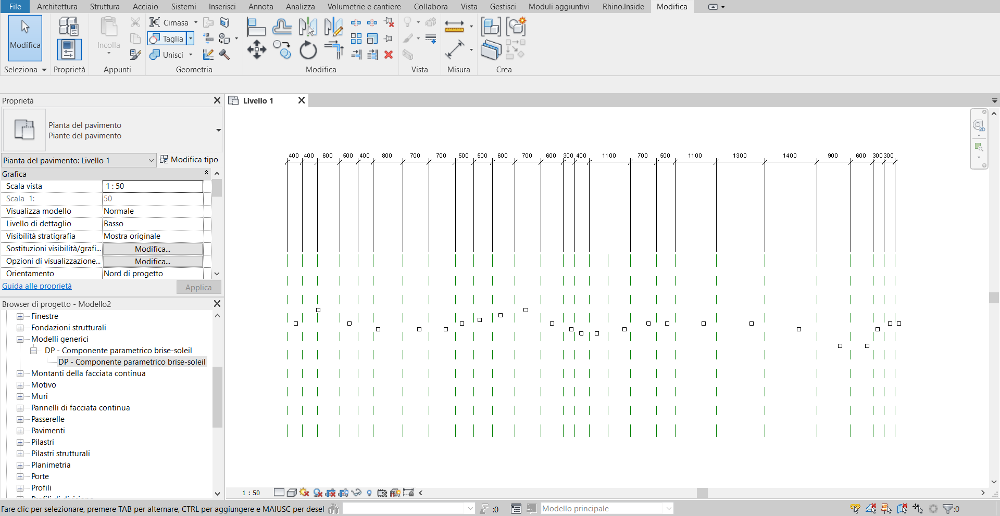 File Architettura Struttura Acciaio Sistemi Inserisci Annota Analizza Volumetrie e cantiere Collabora Vista Gestisci Moduli aggiuntivi Rhino.Inside Modifica
Modifica
Incolla
Cimasa
Taglia
Unisci
Seleziona Proprietà Appunti Geometria Modifica Vista Misura Crea
Proprietà
Pianta del pavimento
Piante del pavimento
Pianta del pavimento: Livello 1 Modifica tipo
Grafica
Scala vista 1 : 50
Scala 1: 50
Visualizza modello Normale
Livello di dettaglio Basso
Visibilità stratigrafia Mostra originale
Sostituzioni visibilità/grafi... Modifica...
Opzioni di visualizzazione... Modifica...
Orientamento Nord di progetto
Guida alle proprietà Applica
Browser di progetto - Modello2
Finestre
Fondazioni strutturali
Modelli generici
DP - Componente parametrico brise-soleil
DP - Componente parametrico brise-soleil
Montanti della facciata continua
Motivo
Muri
Pannelli di facciata continua
Passerelle
Pavimenti
Pilastri
Pilastri strutturali
Planimetria
Porte
Profili
Livello 1
2D
400 400 600 500 400 800 700 700 500 500 600 700 600 300 400 1100 700 500 1100 1300 1400 900 600 300 300
1 : 50
Fare clic per selezionare, premere TAB per alternare, CTRL per aggiungere e MAIUSC per desel :0 Modello principale :0